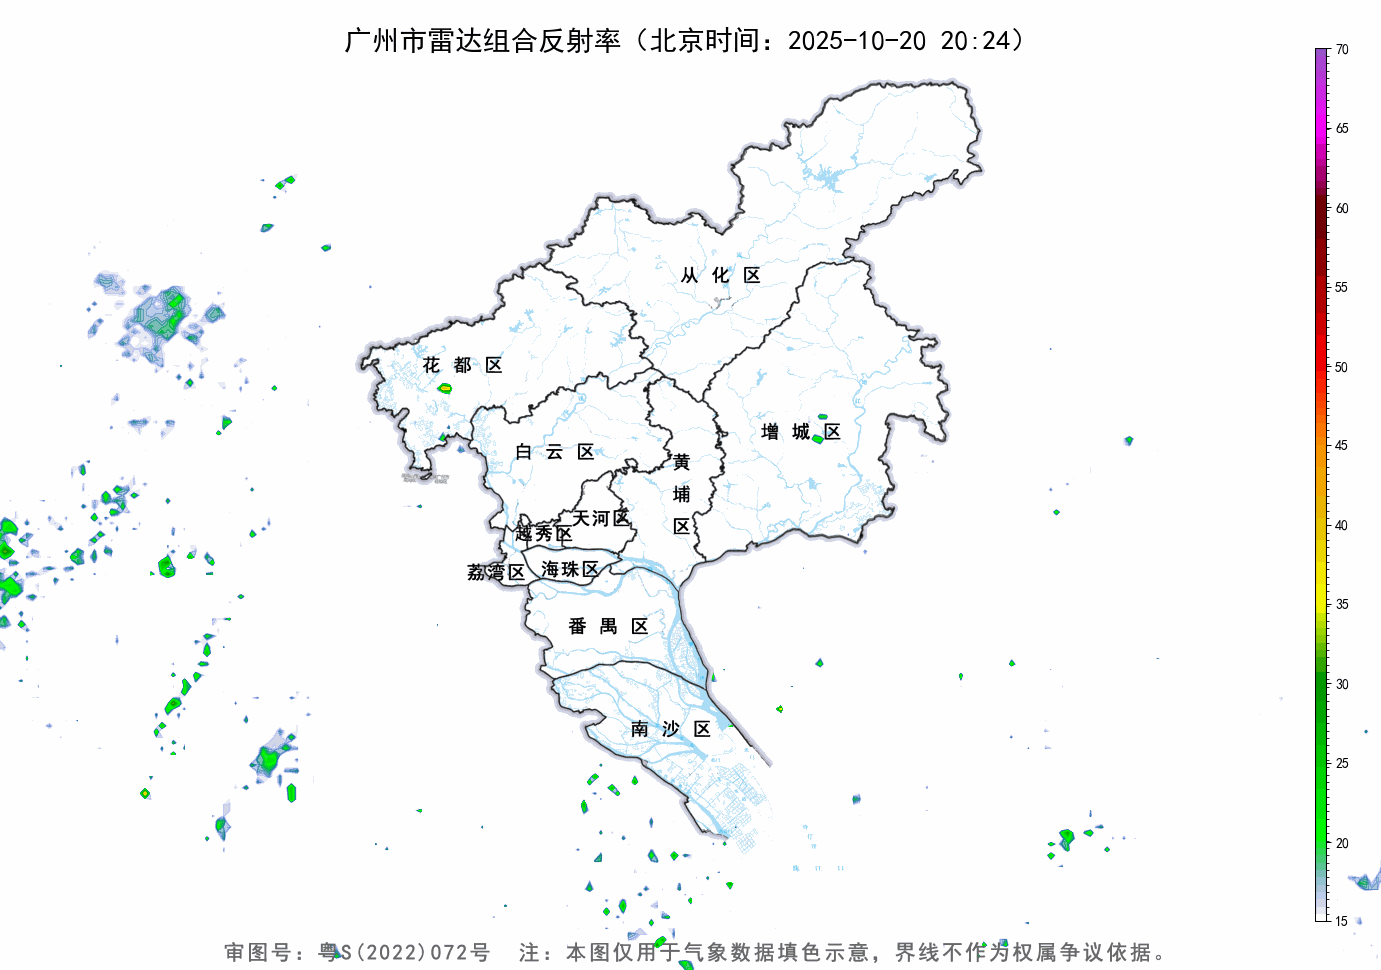 广州市雷达组合反射率（北京时间：2025-10-20 20:24）
70
65
60
55
50
45
40
35
30
25
20
15
从化区
花都区
增城区
白云区
黄埔区
天河区
越秀区
荔湾区
海珠区
番禺区
南沙区
审图号：粤S(2022)072号 注：本图仅用于气象数据填色示意，界线不作为权属争议依据。